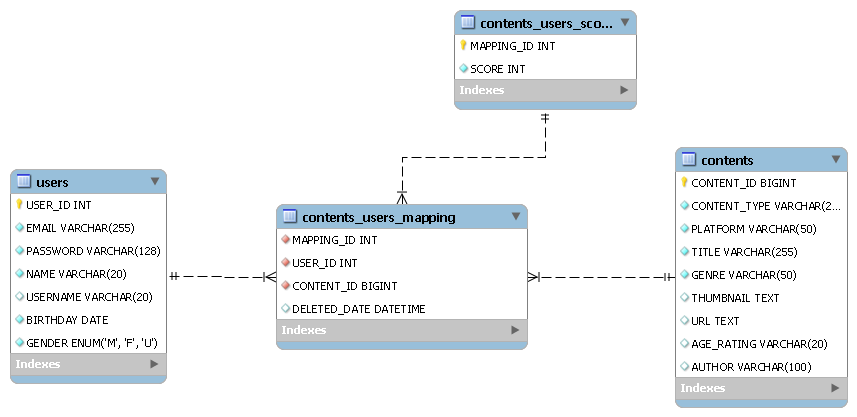 contents_users_sco...
MAPPING_ID INT
SCORE INT
Indexes
users
USER_ID INT
EMAIL VARCHAR(255)
PASSWORD VARCHAR(128)
NAME VARCHAR(20)
USERNAME VARCHAR(20)
BIRTHDAY DATE
GENDER ENUM('M', 'F', 'U')
Indexes
contents_users_mapping
MAPPING_ID INT
USER_ID INT
CONTENT_ID BIGINT
DELETED_DATE DATETIME
Indexes
contents
CONTENT_ID BIGINT
CONTENT_TYPE VARCHAR(2...
PLATFORM VARCHAR(50)
TITLE VARCHAR(255)
GENRE VARCHAR(50)
THUMBNAIL TEXT
URL TEXT
AGE_RATING VARCHAR(20)
AUTHOR VARCHAR(100)
Indexes